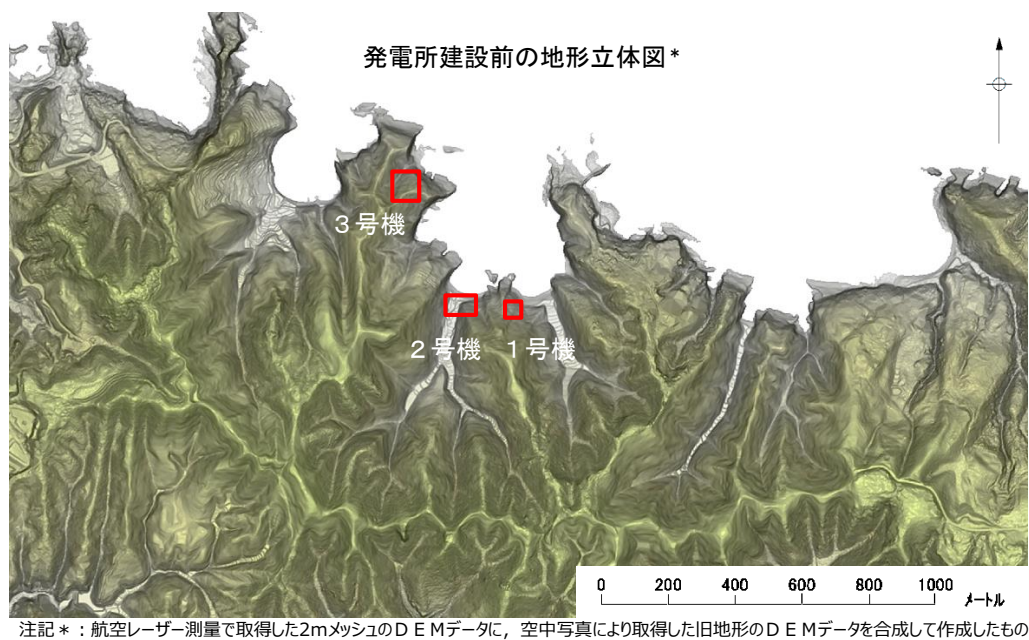 発電所建設前の地形立体図*
3号機
2号機 1号機
0 200 400 600 800 1000 メートル
注記*:航空レーザー測量で取得した2mメッシュのDEMデータに,空中写真により取得した旧地形のDEMデータを合成して作成したもの